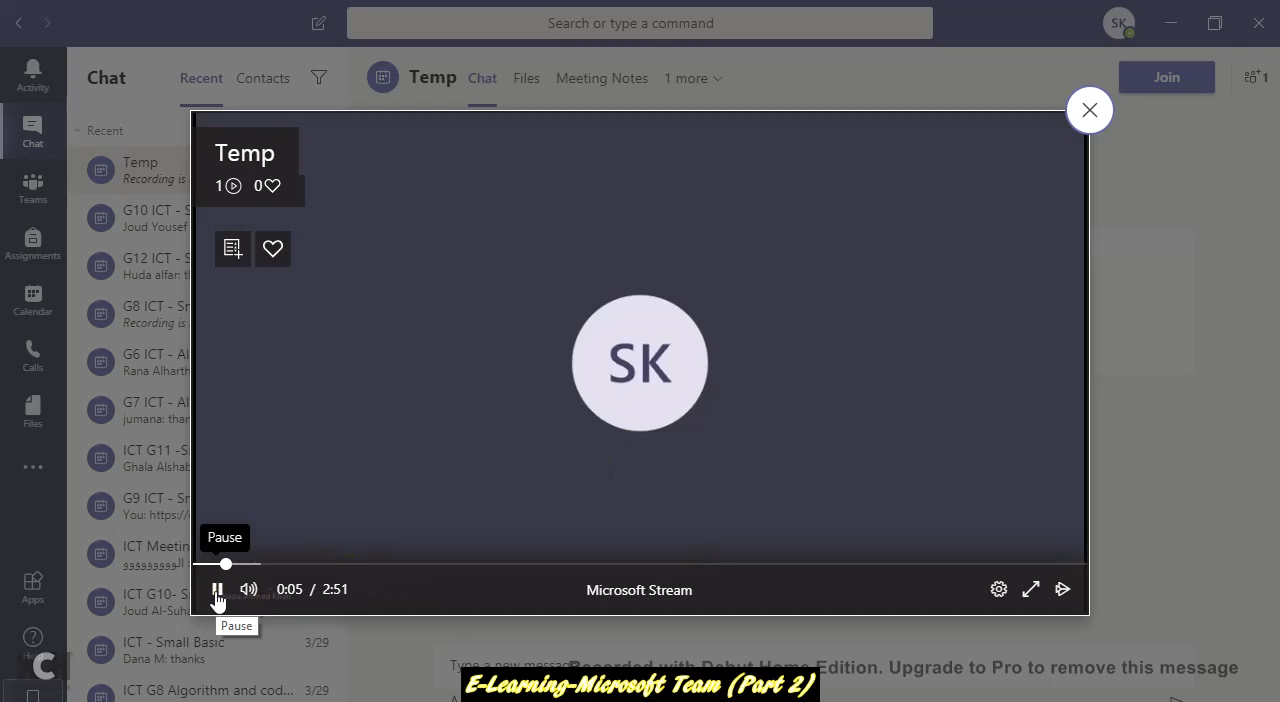 Search or type a command
SK
Activity
Chat
Teams
Assignments
Calendar
Calls
Files
Apps
Chat
Recent
Contacts
Recent
Temp
Recording is
G10 ICT - S
Joud Yousef
G12 ICT - S
Huda alfar: t
G8 ICT - Sm
Recording is
G6 ICT - Al
Rana Alharth
G7 ICT - Al
jumana: than
ICT G11 -S
Ghala Alshab
G9 ICT - Sm
You: https://
ICT Meetin
ICT G10- S
Joud Al-Suha
ICT - Small Basic 3/29
Dana M: thanks
ICT G8 Algorithm and cod... 3/29
Temp
Chat
Files
Meeting Notes
1 more
Join
1
Temp
1 0
SK
Pause
0:05 / 2:51
Microsoft Stream
Pause
Type a new message
Recorded with Debut Home Edition. Upgrade to Pro to remove this message
E-Learning-Microsoft Team (Part 2)